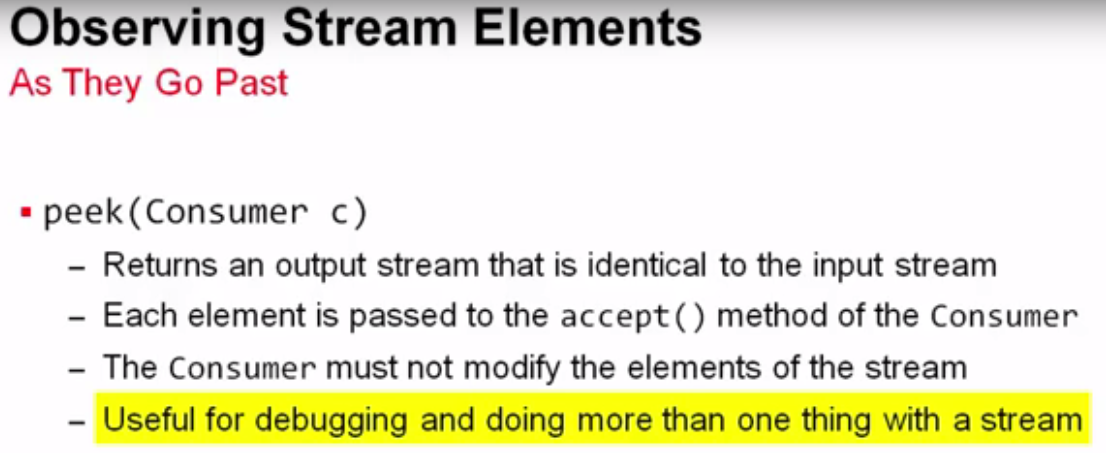 Observing Stream Elements
As They Go Past
▪ peek(Consumer c)
– Returns an output stream that is identical to the input stream
– Each element is passed to the accept() method of the Consumer
– The Consumer must not modify the elements of the stream
– Useful for debugging and doing more than one thing with a stream